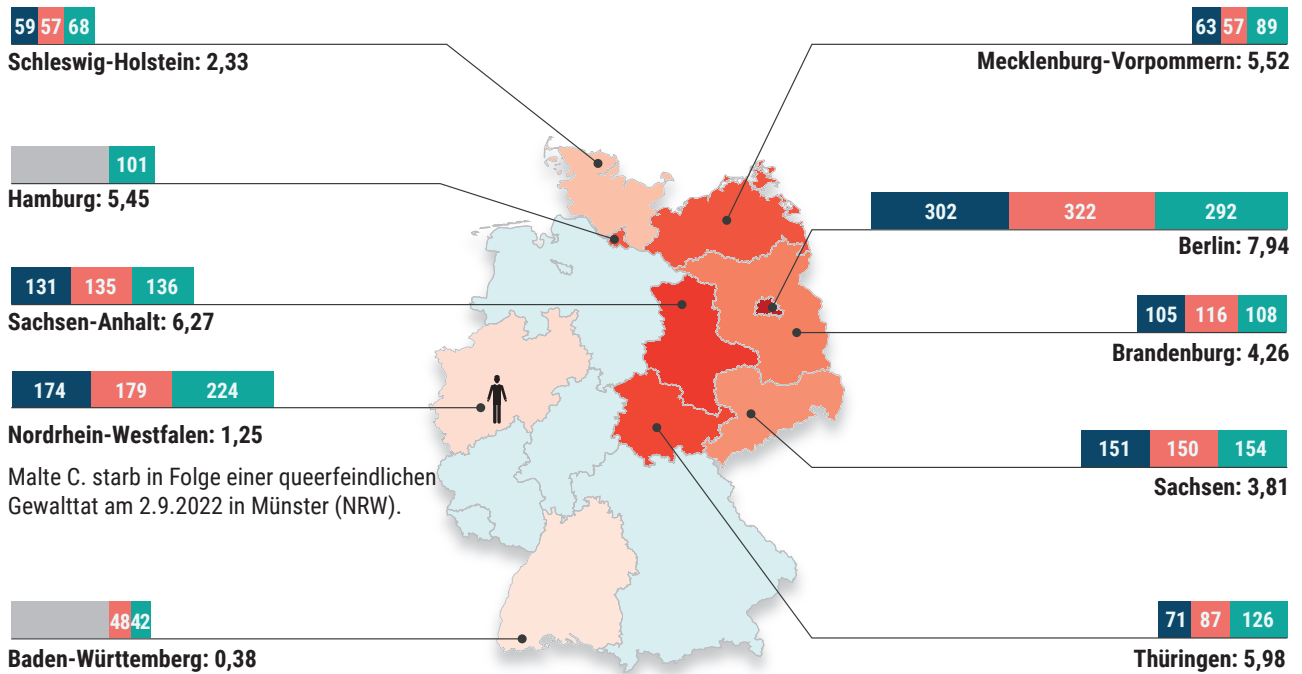 59 57 68
Schleswig-Holstein: 2,33
63 57 89
Mecklenburg-Vorpommern: 5,52
101
Hamburg: 5,45
302 322 292
Berlin: 7,94
131 135 136
Sachsen-Anhalt: 6,27
105 116 108
Brandenburg: 4,26
174 179 224
Nordrhein-Westfalen: 1,25
Malte C. starb in Folge einer queerfeindlichen
Gewalttat am 2.9.2022 in Münster (NRW).
151 150 154
Sachsen: 3,81
48 42
Baden-Württemberg: 0,38
71 87 126
Thüringen: 5,98